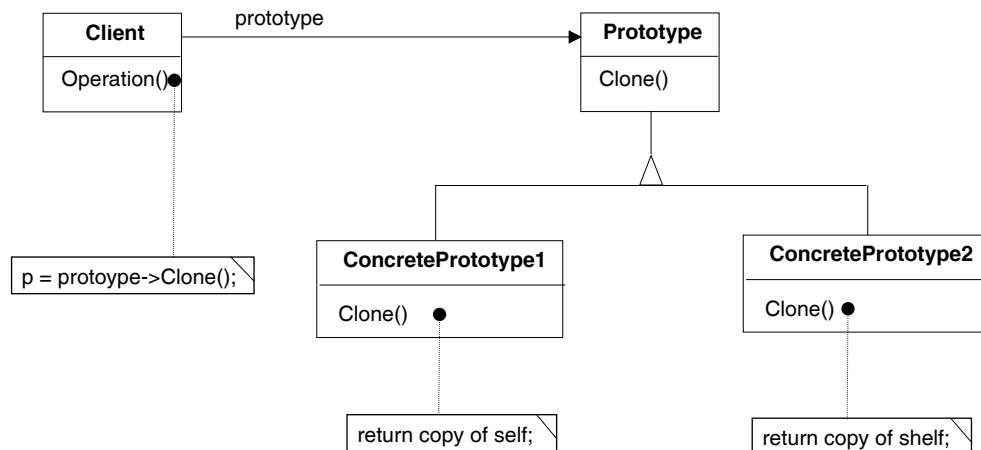 prototype
Client
Operation()
Prototype
Clone()
p = protoype->Clone();
ConcretePrototype1
Clone()
ConcretePrototype2
Clone()
return copy of self;
return copy of shelf;